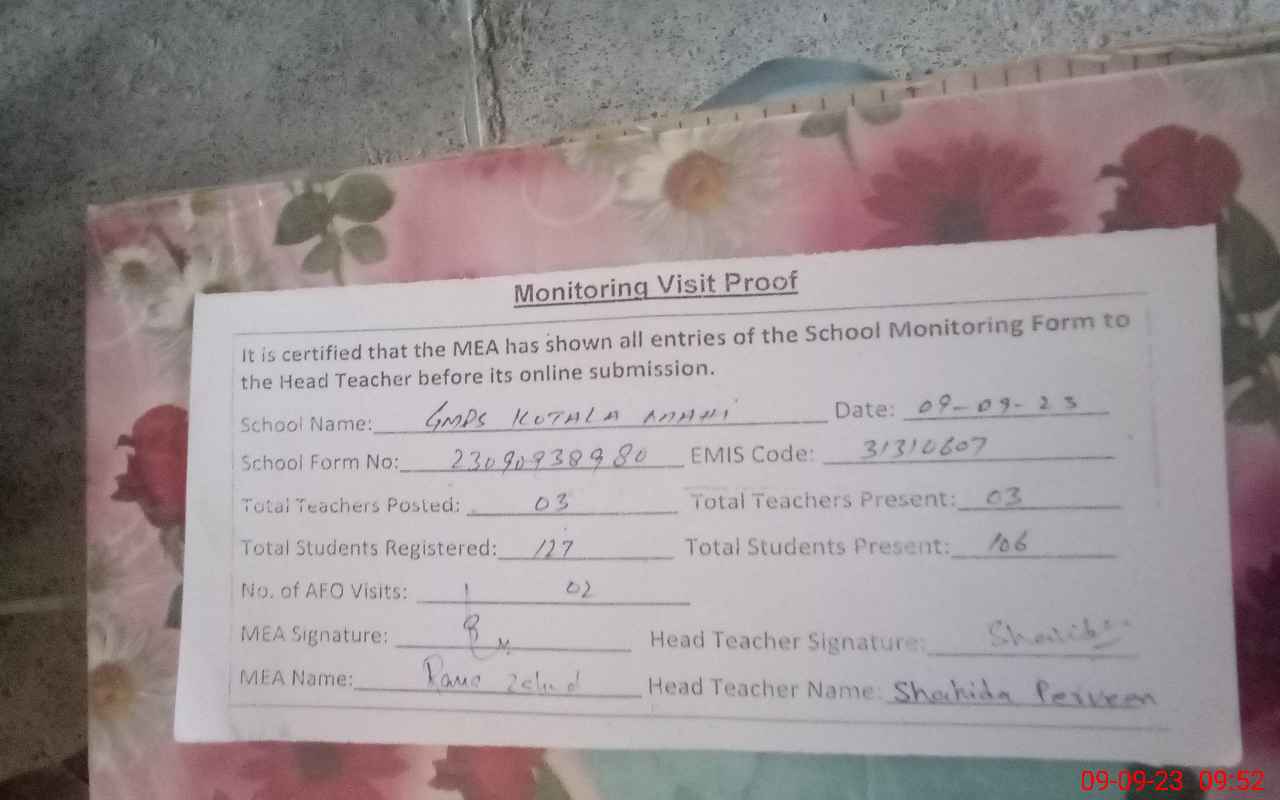 Monitoring Visit Proof
It is certified that the MEA has shown all entries of the School Monitoring Form to
the Head Teacher before its online submission.
School Name: GMPS KOTALA Date: 09-09-23
School Form No: 23090938980 EMIS Code: 31310607
Total Teachers Posted: 03 Total Teachers Present: 03
Total Students Registered: 127 Total Students Present: 106
No. of AEO Visits: 02
MEA Signature: Head Teacher Signature:
MEA Name: Rana Head Teacher Name: Shahida Perveen
09-09-23 09:52